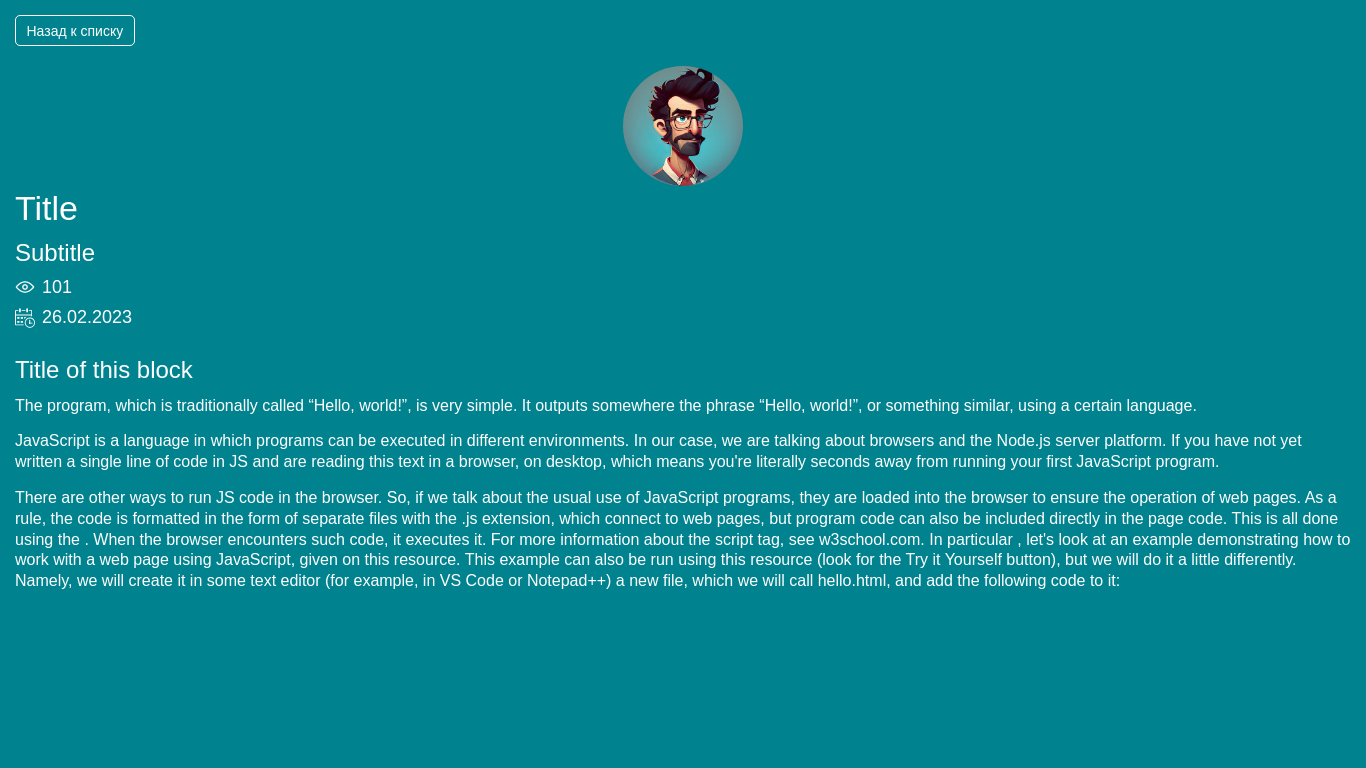 Назад к списку
Title
Subtitle
101
26.02.2023
Title of this block
The program, which is traditionally called “Hello, world!”, is very simple. It outputs somewhere the phrase “Hello, world!”, or something similar, using a certain language.
JavaScript is a language in which programs can be executed in different environments. In our case, we are talking about browsers and the Node.js server platform. If you have not yet
written a single line of code in JS and are reading this text in a browser, on desktop, which means you're literally seconds away from running your first JavaScript program.
There are other ways to run JS code in the browser. So, if we talk about the usual use of JavaScript programs, they are loaded into the browser to ensure the operation of web pages. As a
rule, the code is formatted in the form of separate files with the .js extension, which connect to web pages, but program code can also be included directly in the page code. This is all done
using the . When the browser encounters such code, it executes it. For more information about the script tag, see w3school.com. In particular , let's look at an example demonstrating how to
work with a web page using JavaScript, given on this resource. This example can also be run using this resource (look for the Try it Yourself button), but we will do it a little differently.
Namely, we will create it in some text editor (for example, in VS Code or Notepad++) a new file, which we will call hello.html, and add the following code to it: